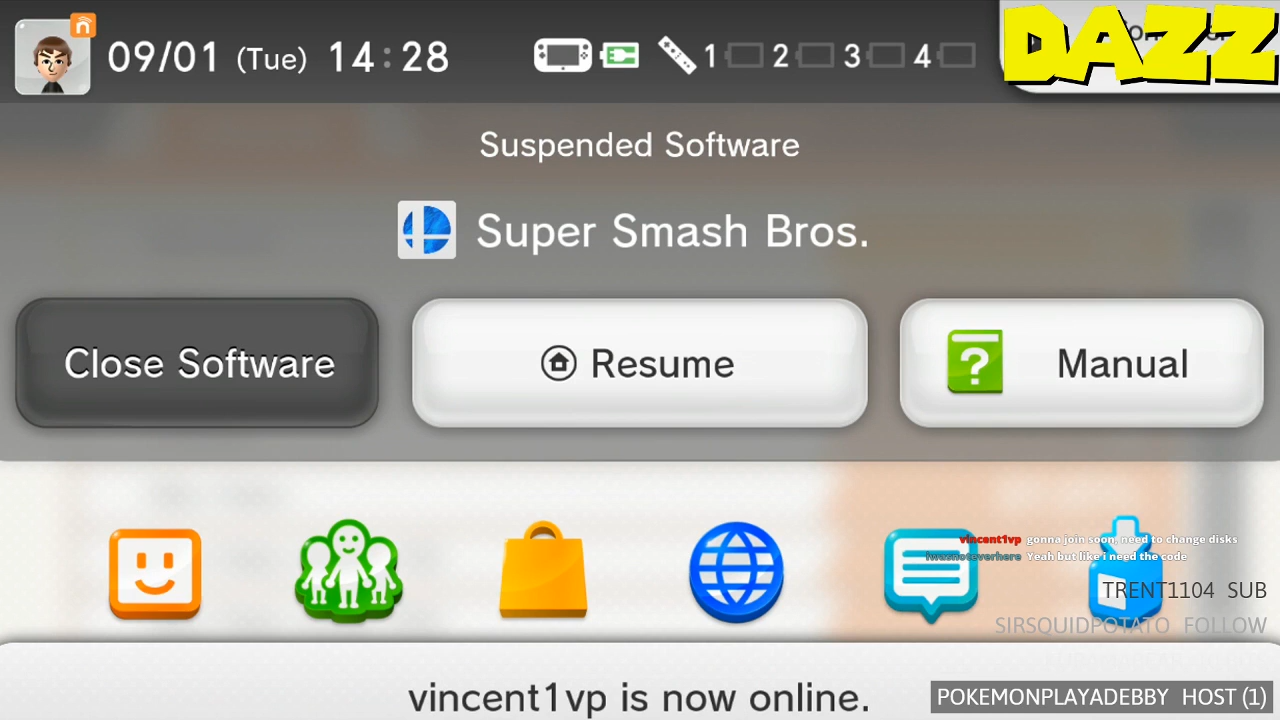 09/01 (Tue) 14:28
1 2 3 4
DAZZ
Suspended Software
Super Smash Bros.
Close Software
Resume
Manual
vincent1vp gonna join soon, need to change disks
iwasnoteverhere Yeah but like i need the code
TRENT1104 SUB
SIRSQUIDPOTATO FOLLOW
vincent1vp is now online.
POKEMONPLAYADEBBY HOST (1)